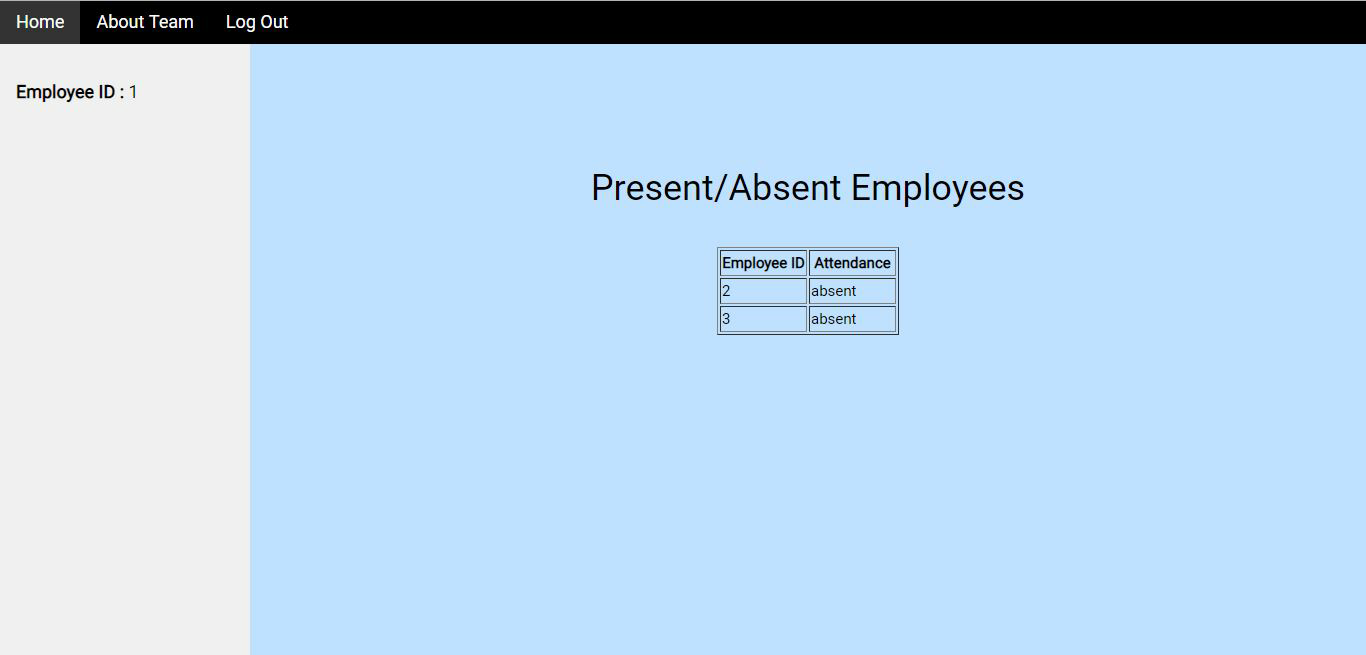 Home About Team Log Out
Employee ID : 1
Present/Absent Employees
Employee ID Attendance
2 absent
3 absent